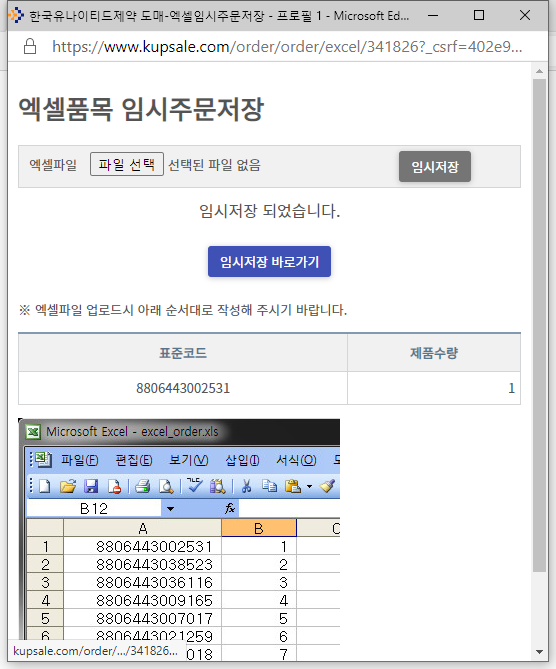 한국유나이티드제약 도매-엑셀임시주문저장 - 프로필 1 - Microsoft Ed...
https://www.kupsale.com/order/order/excel/341826?_csrf=402e9...
엑셀품목 임시주문저장
엑셀파일 파일 선택 선택된 파일 없음 임시저장
임시저장 되었습니다.
임시저장 바로가기
※ 엑셀파일 업로드시 아래 순서대로 작성해 주시기 바랍니다.
표준코드 제품수량
8806443002531 1
Microsoft Excel - excel_order.xls
파일(F) 편집(E) 보기(V) 삽입(I) 서식(O)
B12 fx
A B
1 8806443002531 1
2 8806443038523 2
3 8806443036116 3
4 8806443009165 4
5 8806443007017 5
6 8806443021259 6
018 7
kupsale.com/order/.../341826...